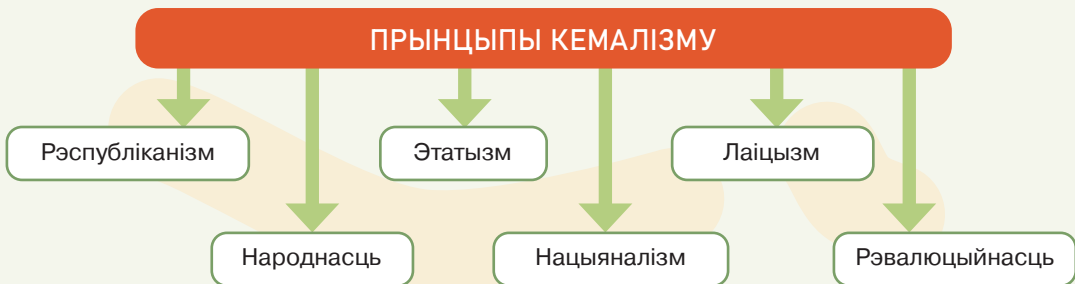 ПРЫНЦЫПЫ КЕМАЛІЗМУ
Рэспубліканізм
Этатызм
Лаіцызм
Народнасць
Нацыяналізм
Рэвалюцыйнасць